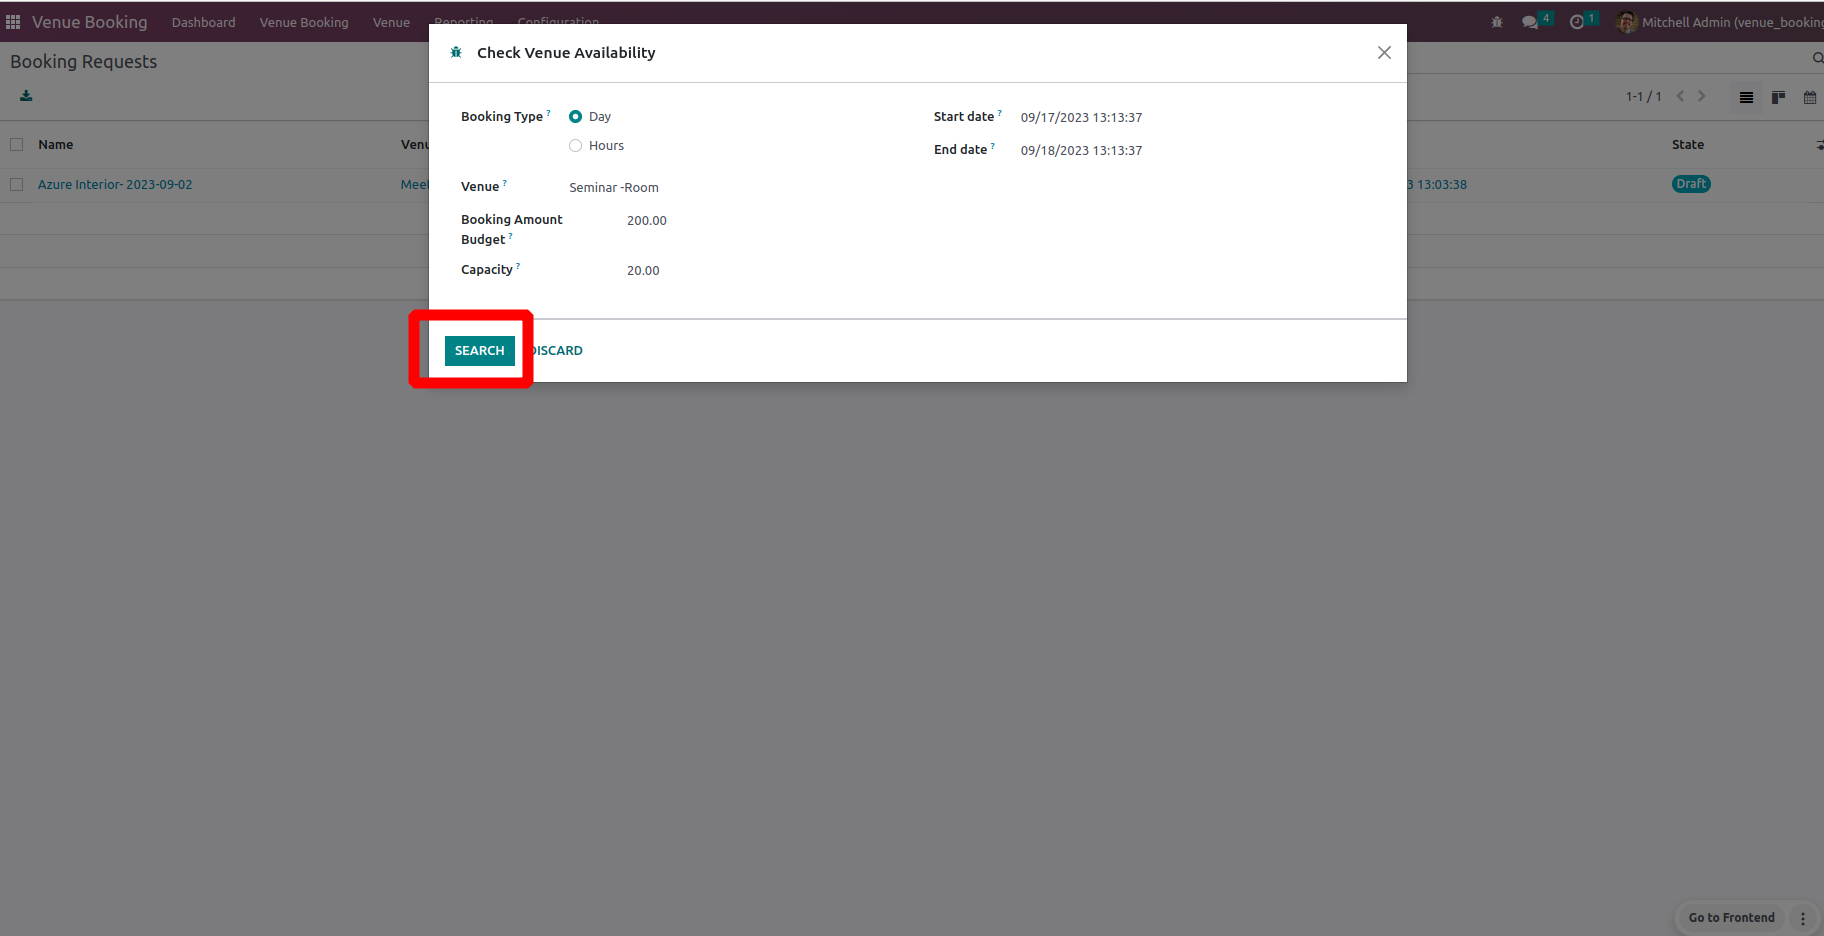 Venue Booking Dashboard Venue Booking Venue Reporting Configuration 4 1 Mitchell Admin (venue_booking
Booking Requests
1-1 / 1
Name Venu State
Azure Interior- 2023-09-02 Meet 3 13:03:38 Draft
Check Venue Availability
Booking Type ? Day
Hours
Start date ? 09/17/2023 13:13:37
End date ? 09/18/2023 13:13:37
Venue ? Seminar -Room
Booking Amount
Budget ? 200.00
Capacity ? 20.00
SEARCH DISCARD
Go to Frontend